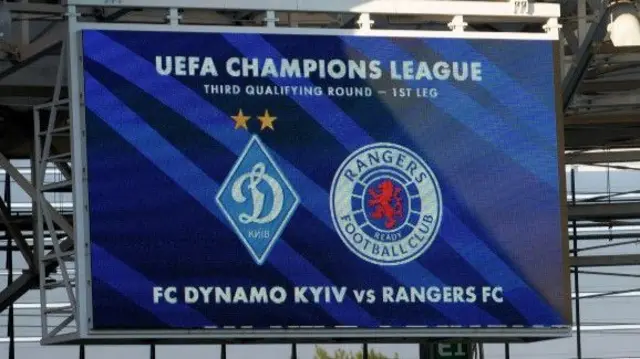 UEFA CHAMPIONS LEAGUE
THIRD QUALIFYING ROUND – 1ST LEG
Д
КИЇВ
RANGERS
FOOTBALL CLUB
READY
FC DYNAMO KYIV vs RANGERS FC